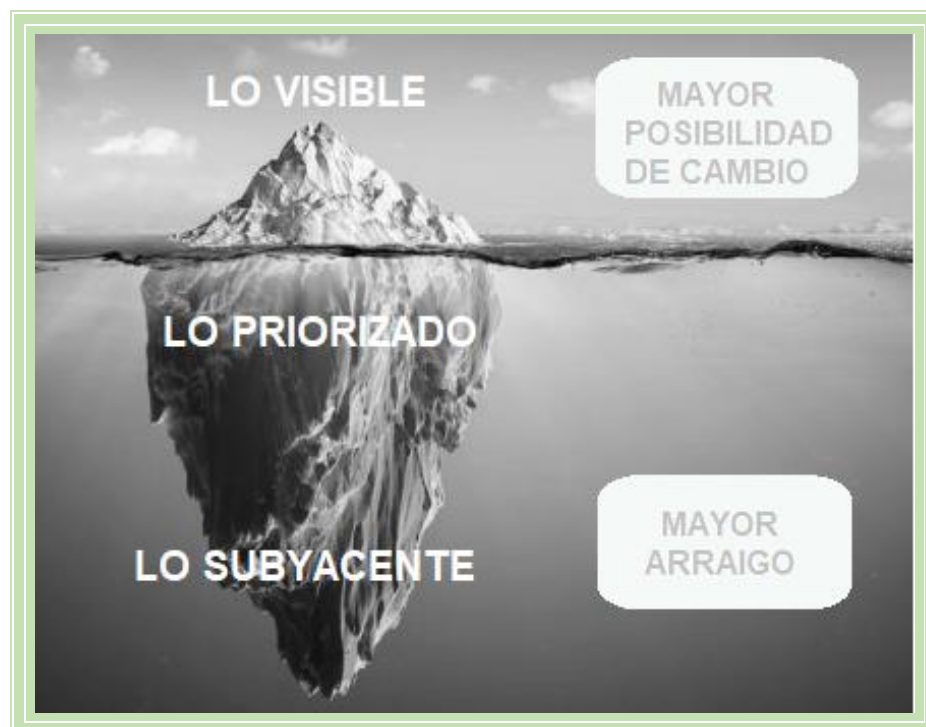 LO VISIBLE
MAYOR
POSIBILIDAD
DE CAMBIO
LO PRIORIZADO
LO SUBYACENTE
MAYOR
ARRAIGO